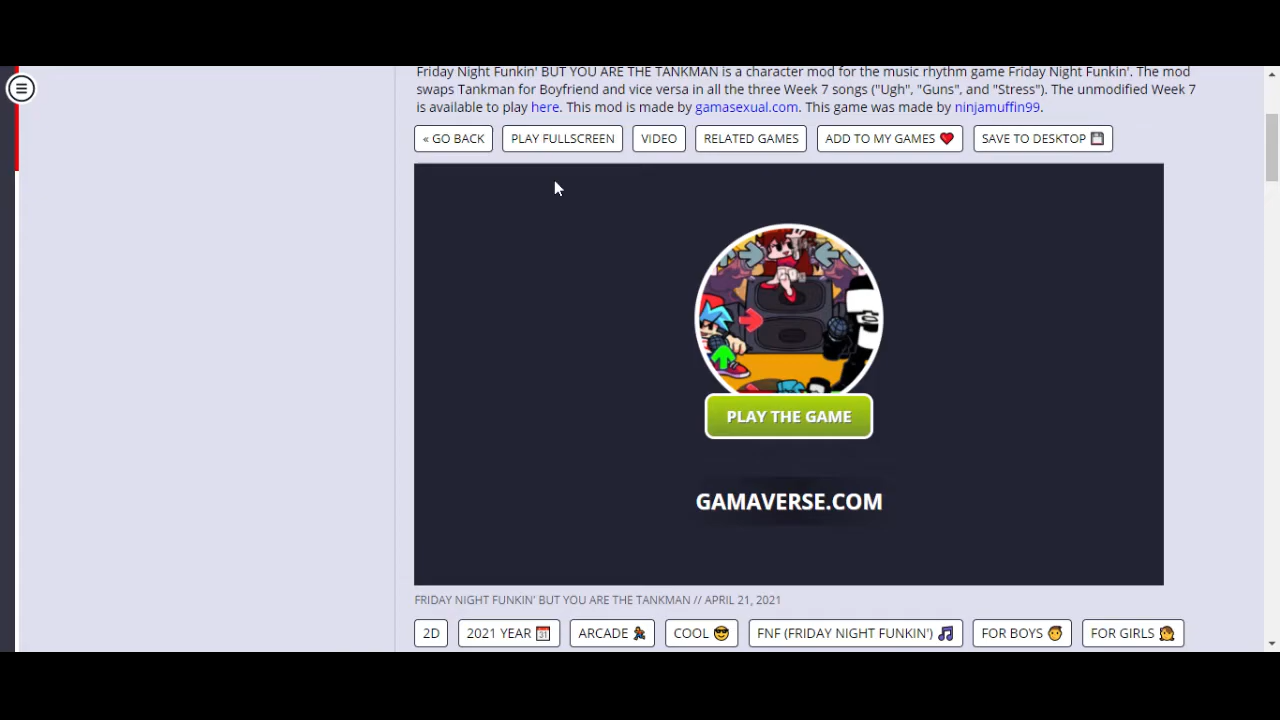 Friday Night Funkin' BUT YOU ARE THE TANKMAN is a character mod for the music rhythm game Friday Night Funkin'. The mod
swaps Tankman for Boyfriend and vice versa in all the three Week 7 songs ("Ugh", "Guns", and "Stress"). The unmodified Week 7
is available to play here. This mod is made by gamasexual.com. This game was made by ninjamuffin99.
« GO BACK PLAY FULLSCREEN VIDEO RELATED GAMES ADD TO MY GAMES SAVE TO DESKTOP
PLAY THE GAME
GAMAVERSE.COM
FRIDAY NIGHT FUNKIN' BUT YOU ARE THE TANKMAN // APRIL 21, 2021
2D 2021 YEAR ARCADE COOL FNF (FRIDAY NIGHT FUNKIN') FOR BOYS FOR GIRLS